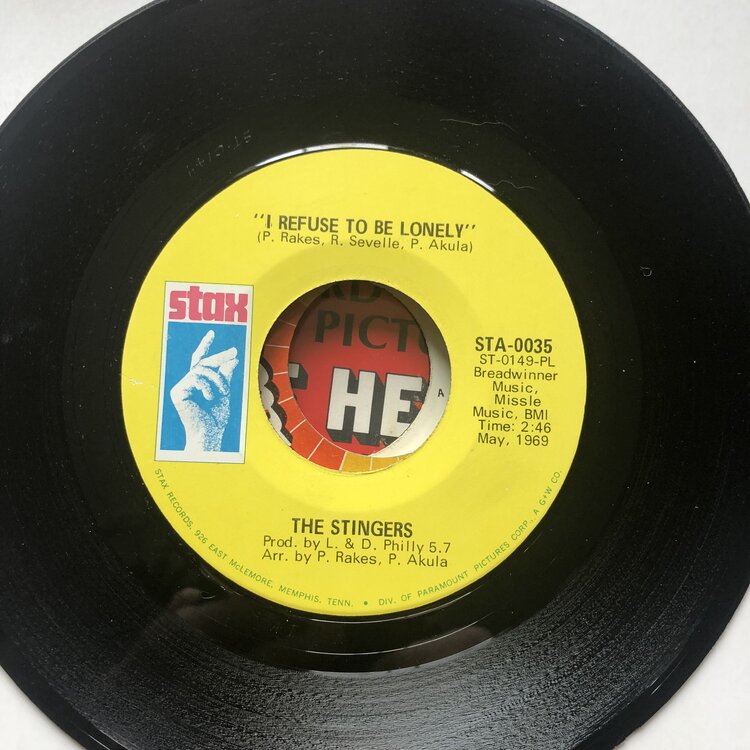 "I REFUSE TO BE LONELY"
(P. Rakes, R. Sevelle, P. Akula)
stax
STA-0035
ST-0149-PL
Breadwinner
Music,
Missle
Music, BMI
Time: 2:46
May, 1969
PICT
HE
A
THE STINGERS
Prod. by L. & D. Philly 5.7
Arr. by P. Rakes, P. Akula
STAX RECORDS, 926 EAST McLEMORE, MEMPHIS, TENN. • DIV. OF PARAMOUNT PICTURES CORP. A G+W CO.